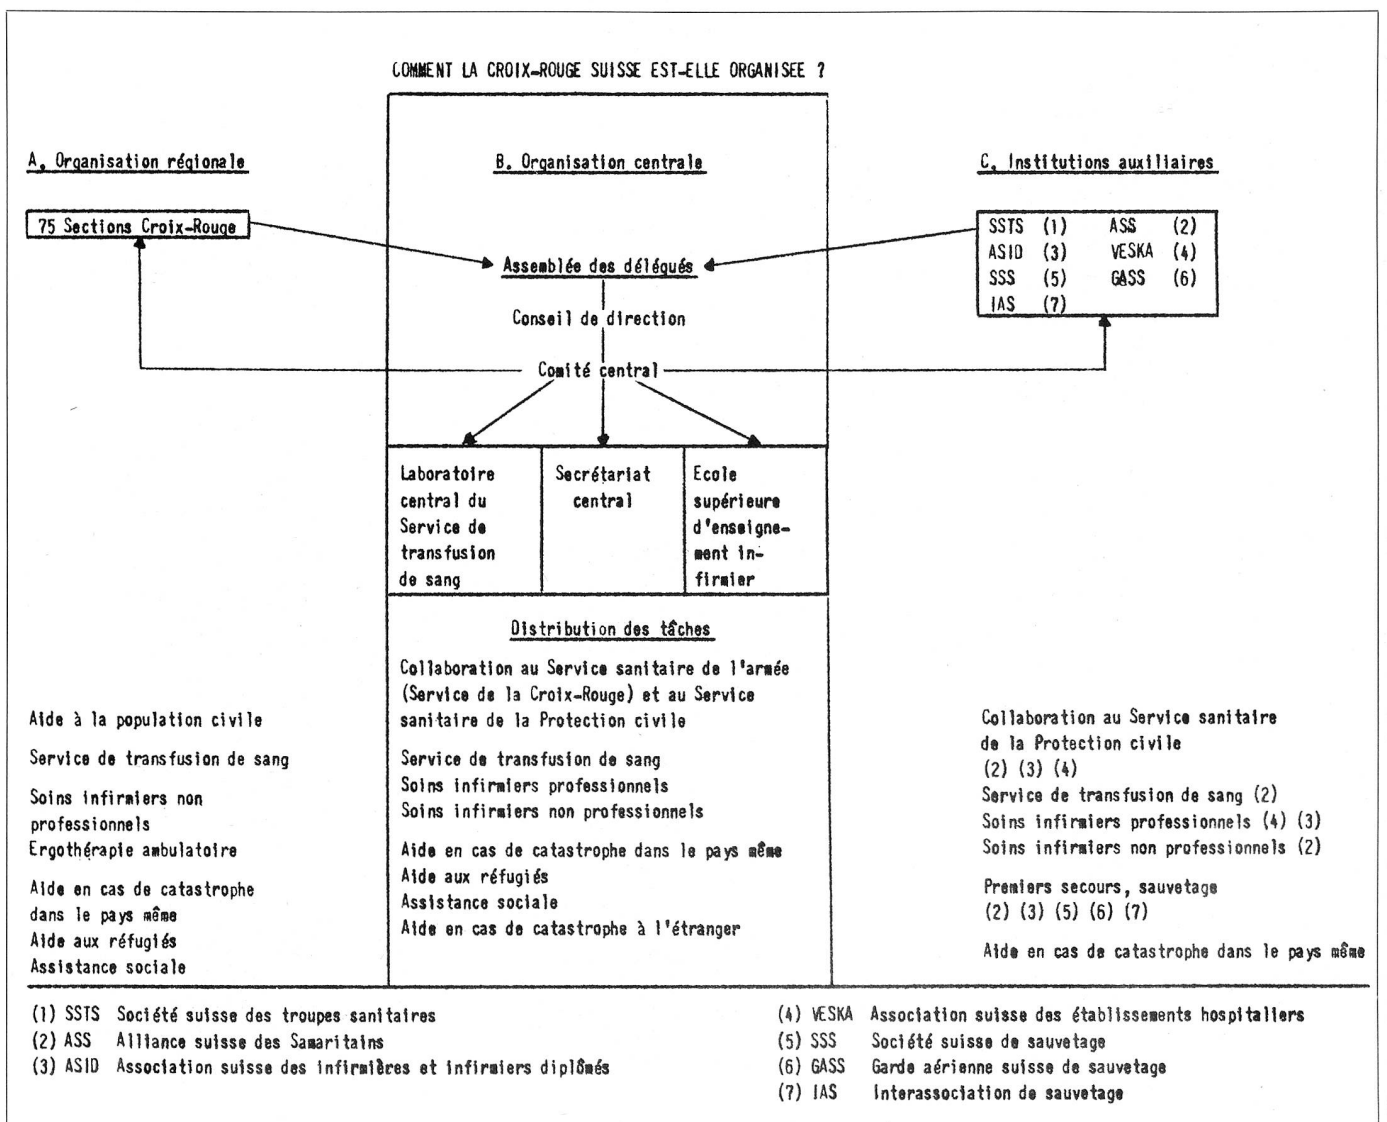 COMMENT LA CROIX-ROUGE SUISSE EST-ELLE ORGANISEE ?
A. Organisation régionale
75 Sections Croix-Rouge
B. Organisation centrale
Assemblée des délégués
Conseil de direction
Comité central
C. Institutions auxiliaires
SSTS (1) ASS (2)
ASID (3) VESKA (4)
SSS (5) GASS (6)
IAS (7)
Laboratoire
central du
Service de
transfusion
de sang
Secrétariat
central
Ecole
supérieure
d'enseigne-
ment in-
firmier
Distribution des tâches
Aide à la population civile
Service de transfusion de sang
Soins infirmiers non
professionnels
Ergothérapie ambulatoire
Aide en cas de catastrophe
dans le pays même
Aide aux réfugiés
Assistance sociale
Collaboration au Service sanitaire de l'armée
(Service de la Croix-Rouge) et au Service
sanitaire de la Protection civile
Service de transfusion de sang
Soins infirmiers professionnels
Soins infirmiers non professionnels
Aide en cas de catastrophe dans le pays même
Aide aux réfugiés
Assistance sociale
Aide en cas de catastrophe à l'étranger
Collaboration au Service sanitaire
de la Protection civile
(2) (3) (4)
Service de transfusion de sang (2)
Soins infirmiers professionnels (4) (3)
Soins infirmiers non professionnels (2)
Premiers secours, sauvetage
(2) (3) (5) (6) (7)
Aide en cas de catastrophe dans le pays même
(1) SSTS Société suisse des troupes sanitaires
(2) ASS Alliance suisse des Samaritains
(3) ASID Association suisse des infirmières et infirmiers diplômés
(4) VESKA Association suisse des établissements hospitaliers
(5) SSS Société suisse de sauvetage
(6) GASS Garde aérienne suisse de sauvetage
(7) IAS Interassociation de sauvetage